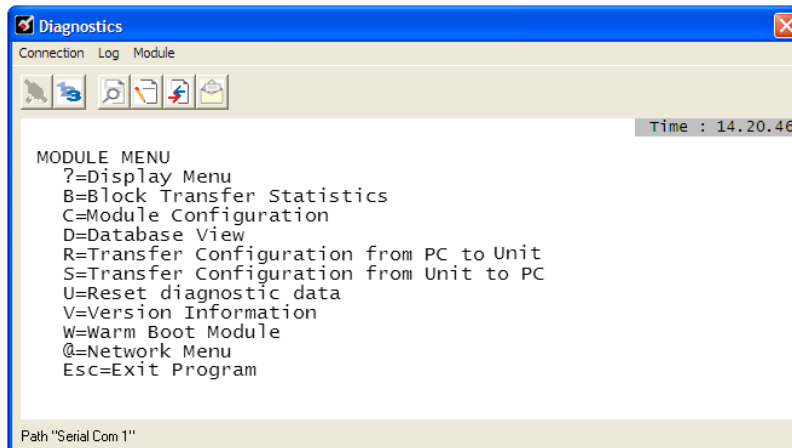 Diagnostics
Connection Log Module
Time : 14.20.46
MODULE MENU
?=Display Menu
B=Block Transfer Statistics
C=Module Configuration
D=Database View
R=Transfer Configuration from PC to Unit
S=Transfer Configuration from Unit to PC
U=Reset diagnostic data
V=Version Information
W=Warm Boot Module
@=Network Menu
Esc=Exit Program
Path "Serial Com 1"